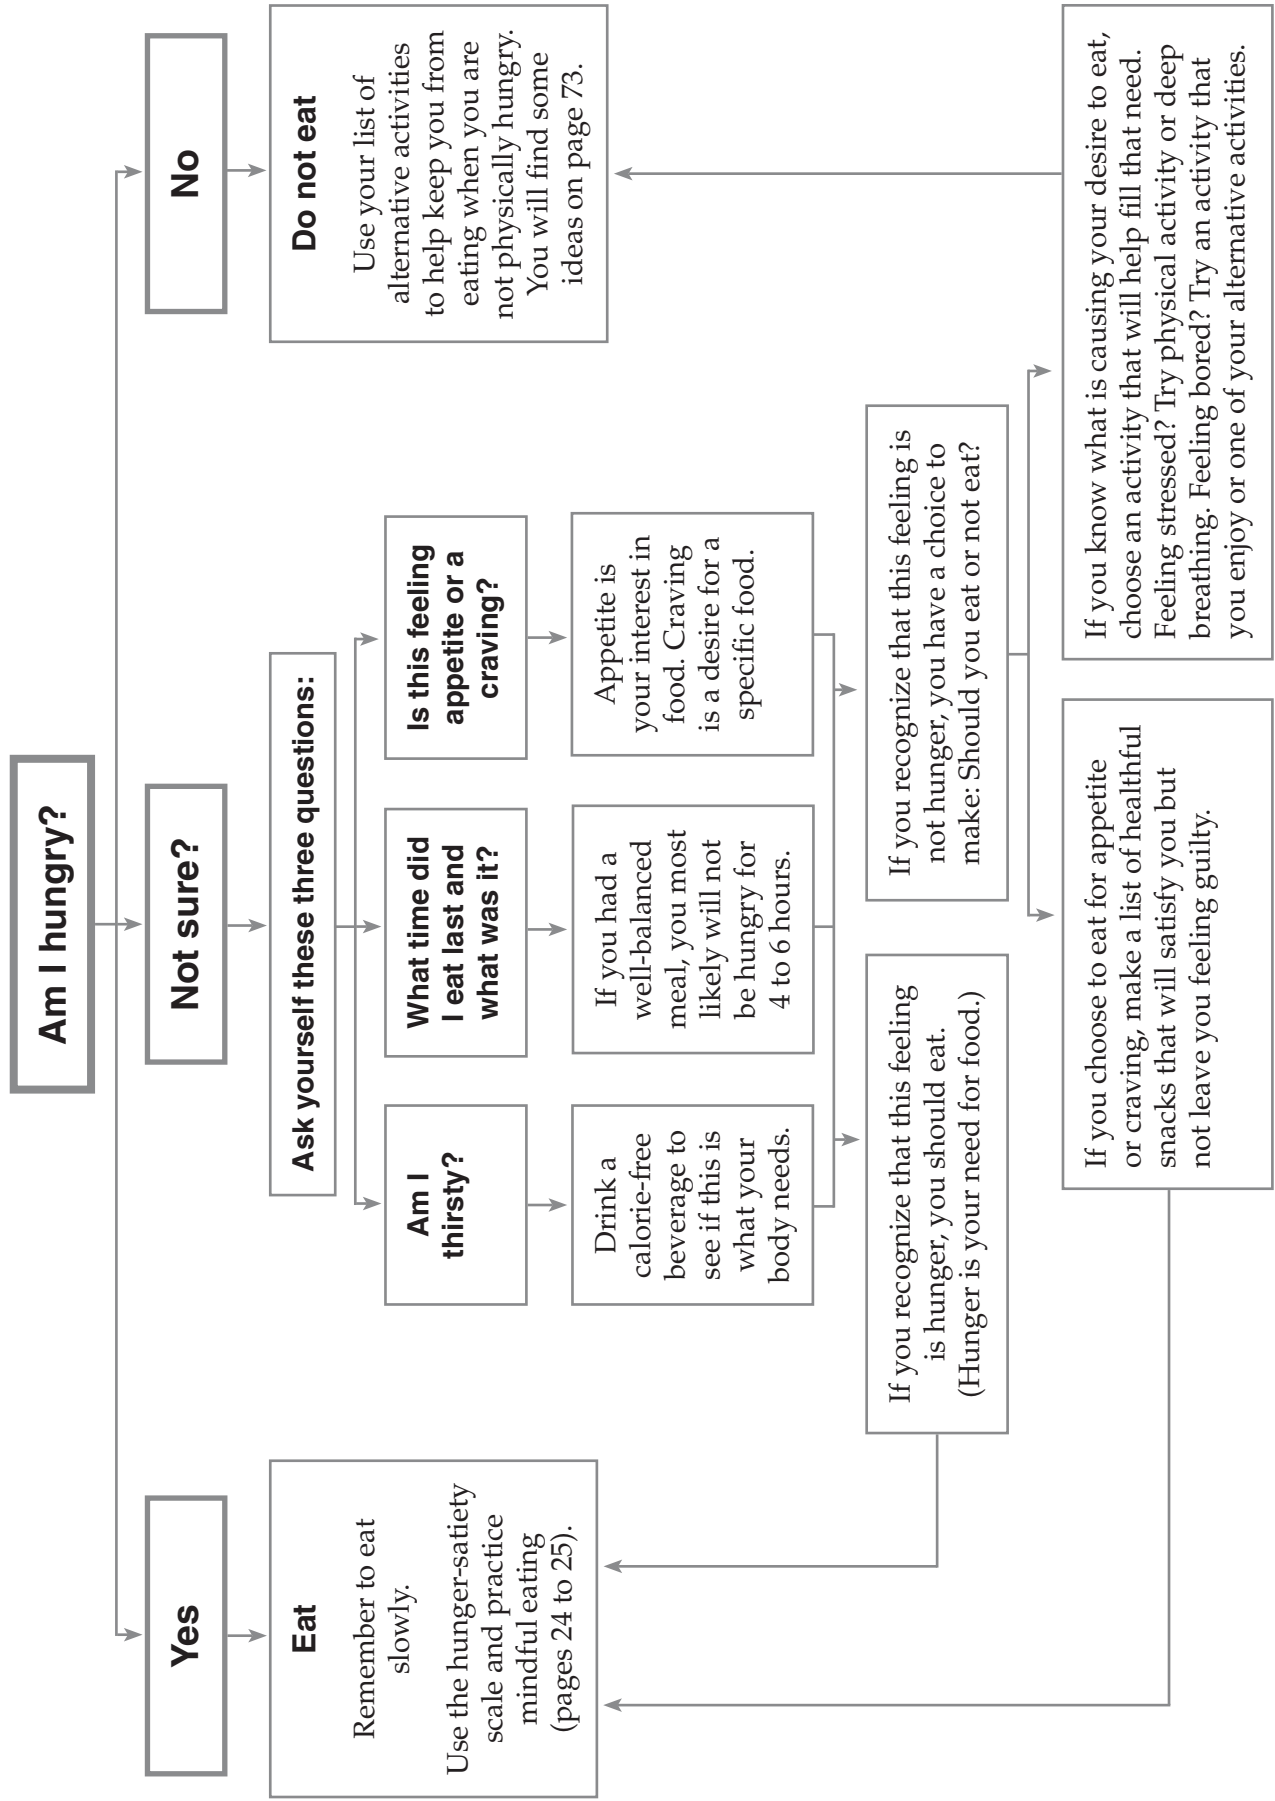 Am I hungry?
Yes
Not sure?
No
Eat
Remember to eat
slowly.
Use the hunger-satiety
scale and practice
mindful eating
(pages 24 to 25).
Ask yourself these three questions:
Do not eat
Use your list of
alternative activities
to help keep you from
eating when you are
not physically hungry.
You will find some
ideas on page 73.
Am I
thirsty?
What time did
I eat last and
what was it?
Is this feeling
appetite or a
craving?
Drink a
calorie-free
beverage to
see if this is
what your
body needs.
If you had a
well-balanced
meal, you most
likely will not
be hungry for
4 to 6 hours.
Appetite is
your interest in
food. Craving
is a desire for a
specific food.
If you recognize that this feeling
is hunger, you should eat.
(Hunger is your need for food.)
If you recognize that this feeling is
not hunger, you have a choice to
make: Should you eat or not eat?
If you choose to eat for appetite
or craving, make a list of healthful
snacks that will satisfy you but
not leave you feeling guilty.
If you know what is causing your desire to eat,
choose an activity that will help fill that need.
Feeling stressed? Try physical activity or deep
breathing. Feeling bored? Try an activity that
you enjoy or one of your alternative activities.